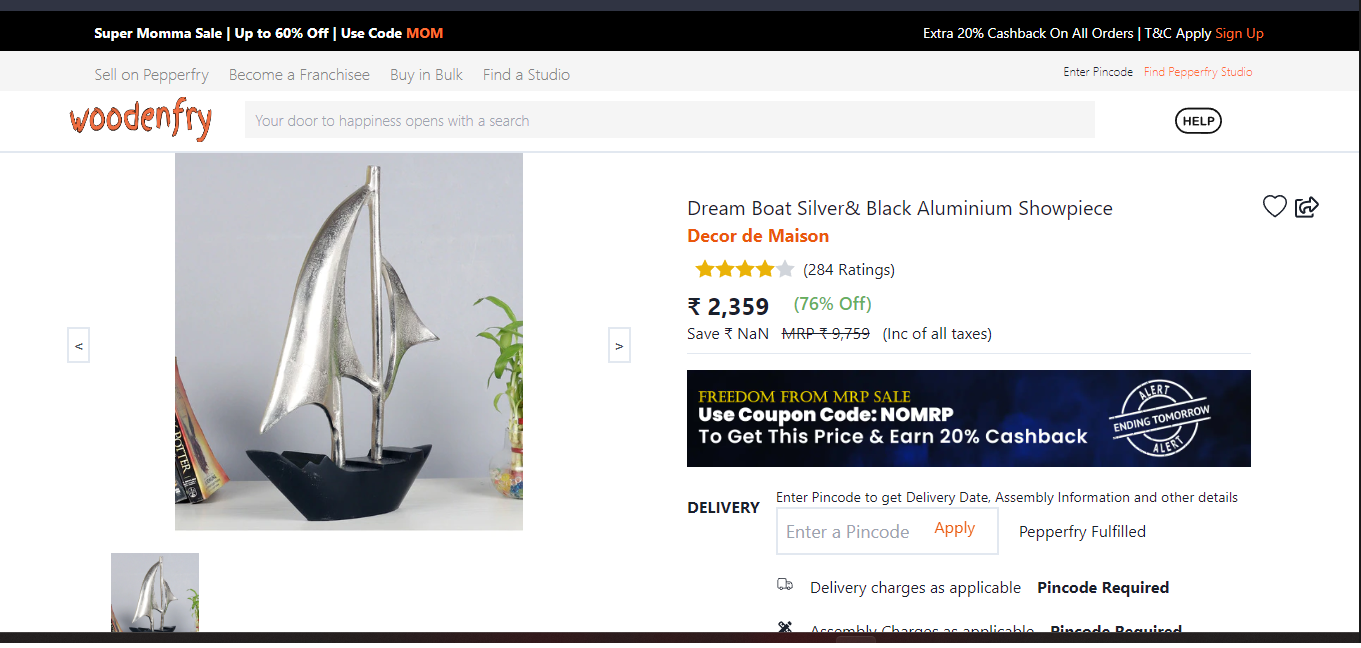 Super Momma Sale | Up to 60% Off | Use Code MOM
Extra 20% Cashback On All Orders | T&C Apply Sign Up
Sell on Pepperfry Become a Franchisee Buy in Bulk Find a Studio
Enter Pincode Find Pepperfry Studio
woodenfry
Your door to happiness opens with a search
HELP
Dream Boat Silver& Black Aluminium Showpiece
Decor de Maison
(284 Ratings)
₹ 2,359 (76% Off)
Save ₹ NaN MRP ₹ 9,759 (Inc of all taxes)
<
>
POTTER
FREEDOM FROM MRP SALE
Use Coupon Code: NOMRP
To Get This Price & Earn 20% Cashback
ALERT
ENDING TOMORROW
ALERT
DELIVERY
Enter Pincode to get Delivery Date, Assembly Information and other details
Enter a Pincode Apply
Pepperfry Fulfilled
Delivery charges as applicable Pincode Required
Assembly Charges as applicable Pincode Required